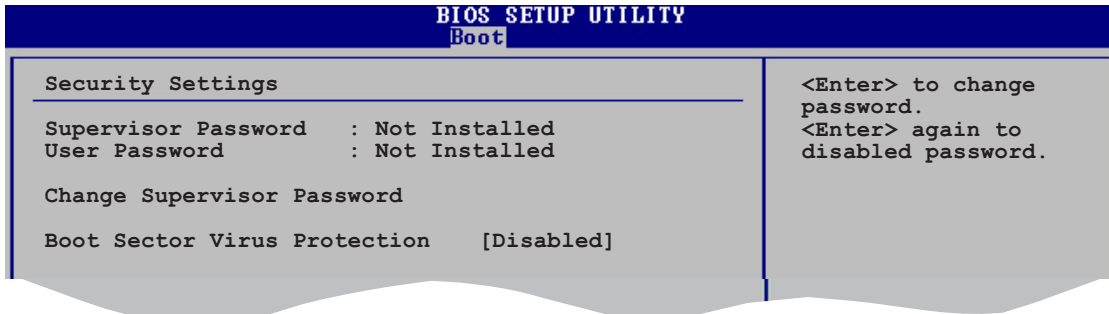 BIOS SETUP UTILITY
Boot
Security Settings
Supervisor Password : Not Installed
User Password : Not Installed
Change Supervisor Password
Boot Sector Virus Protection [Disabled]
<Enter> to change
password.
<Enter> again to
disabled password.